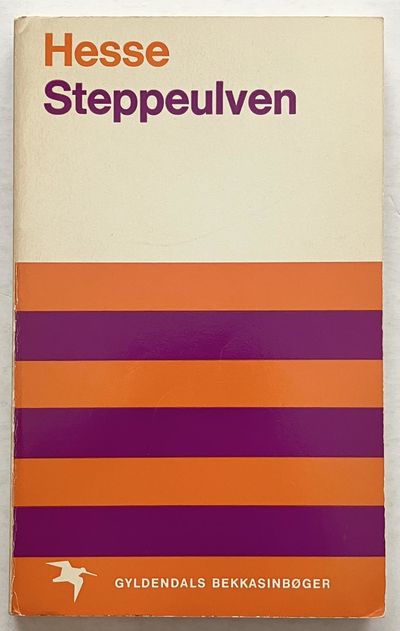 Hesse
Steppeulven
GYLDENDALS BEKKASINBØGER